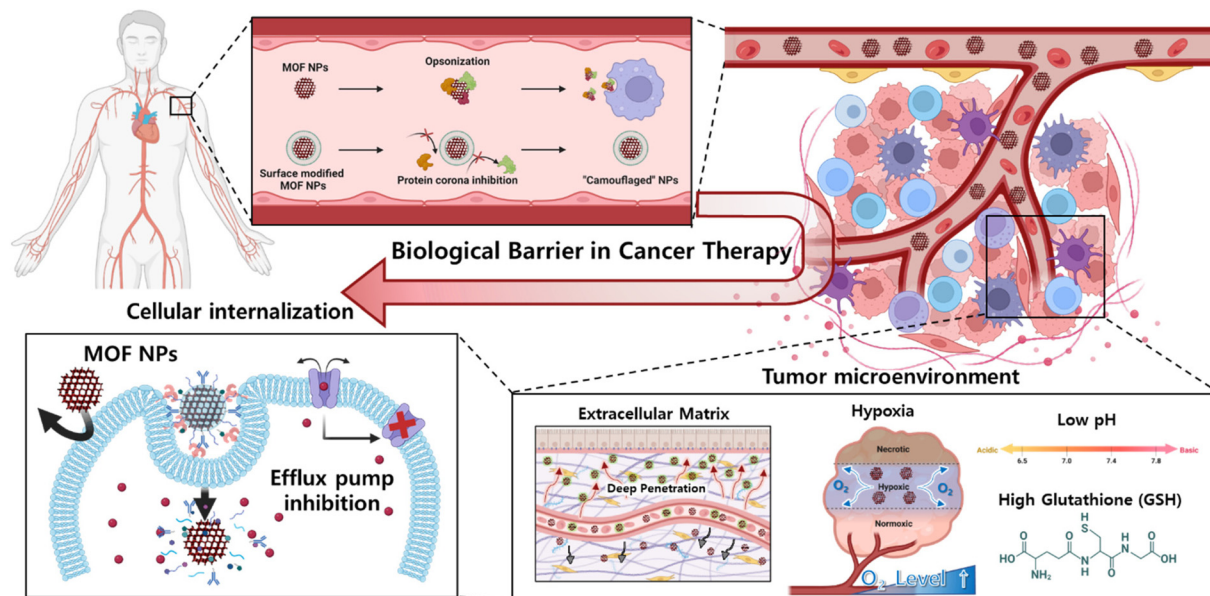 MOF NPs
Opsonization
Surface modified
MOF NPs
Protein corona inhibition
"Camouflaged" NPs
Biological Barrier in Cancer Therapy
Cellular internalization
MOF NPs
Efflux pump
inhibition
Tumor microenvironment
Extracellular Matrix
Deep Penetration
Hypoxia
Necrotic
O2
Hypoxic
O2
Normoxic
O2 Level ↑
Low pH
Acidic
Basic
6.5
7.0
7.4
7.8
High Glutathione (GSH)
H
S
O
O
H
N
O
HO
OH
NH2
N
H
O